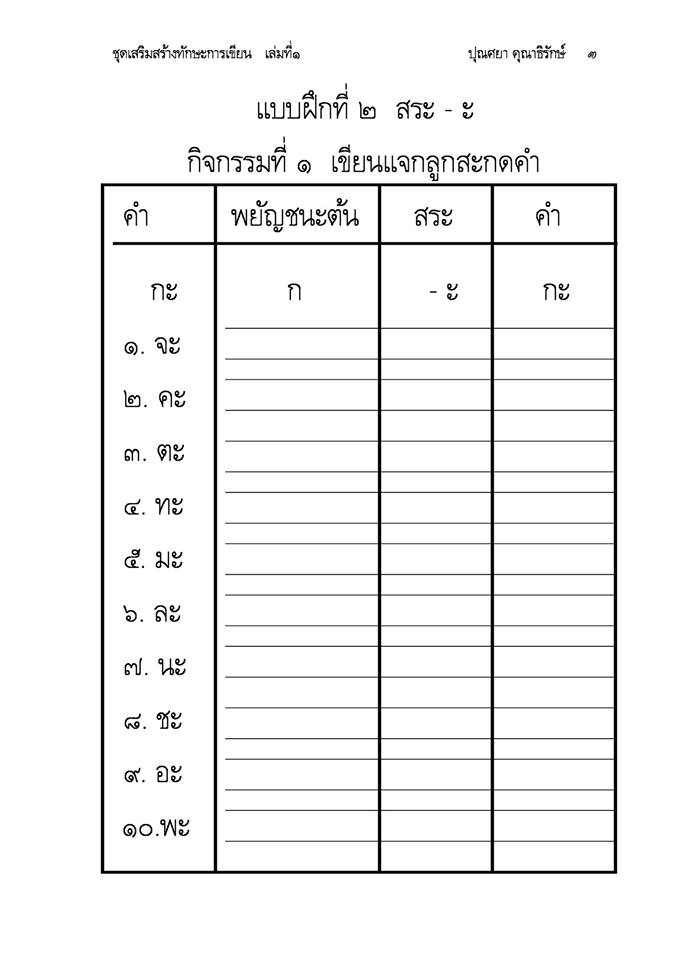 ชุดเสริมสร้างทักษะการเขียน เล่มที่๑ ปุณศยา คุณาธิรักษ์ ๓
แบบฝึกที่ ๒ สระ - ะ
กิจกรรมที่ ๑ เขียนแจกลูกสะกดคำ
คำ พยัญชนะต้น สระ คำ
กะ ก - ะ กะ
๑. จะ
๒. คะ
๓. ตะ
๔. ทะ
๕. มะ
๖. ละ
๗. นะ
๘. ชะ
๙. อะ
๑๐.พะ